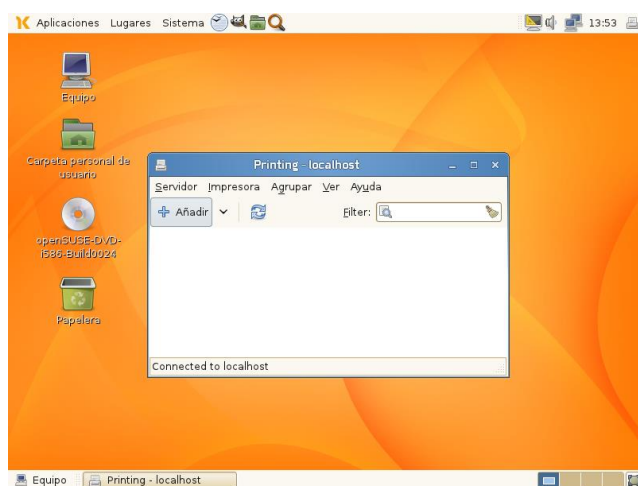 Aplicaciones Lugares Sistema 13:53
Equipo
Carpeta personal de
usuario
openSUSE-DVD-
i586-Build0024
Papelera
Printing - localhost
Servidor Impresora Agrupar Ver Ayuda
Añadir Filter:
Connected to localhost
Equipo Printing - localhost